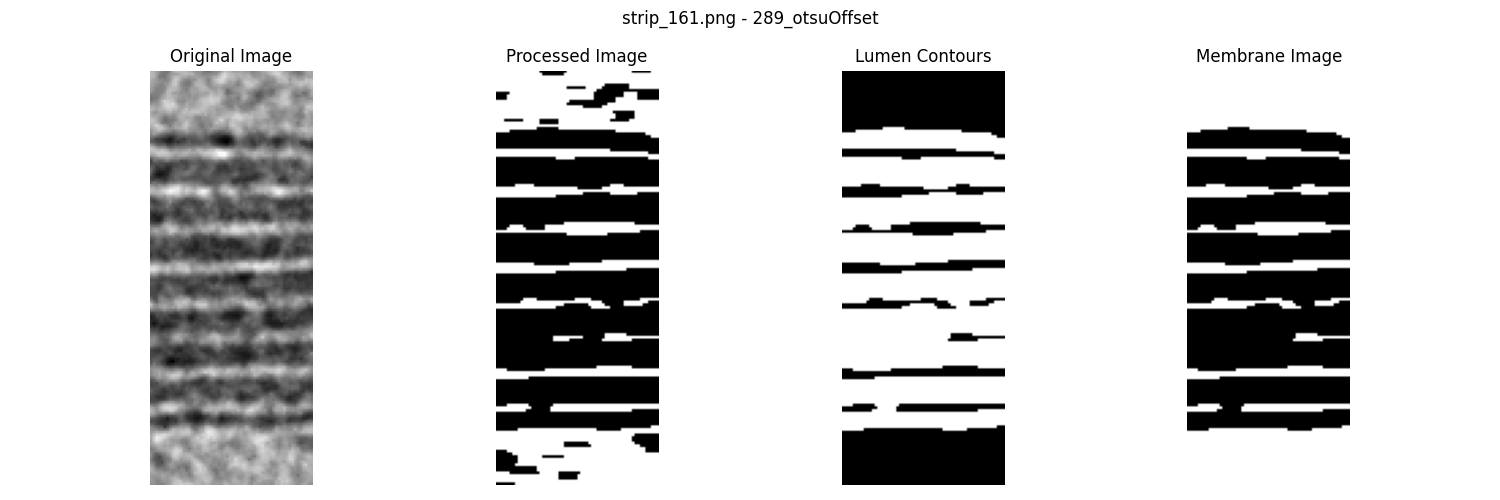 strip_161.png - 289_otsuOffset
Original Image
Processed Image
Lumen Contours
Membrane Image